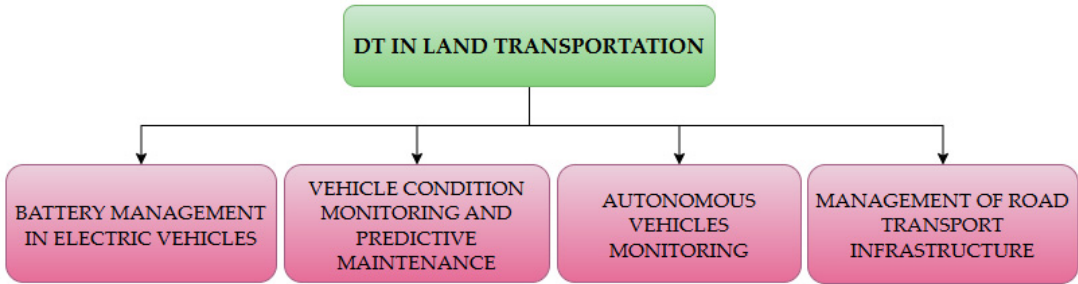 DT IN LAND TRANSPORTATION
BATTERY MANAGEMENT
IN ELECTRIC VEHICLES
VEHICLE CONDITION
MONITORING AND
PREDICTIVE
MAINTENANCE
AUTONOMOUS
VEHICLES
MONITORING
MANAGEMENT OF ROAD
TRANSPORT
INFRASTRUCTURE